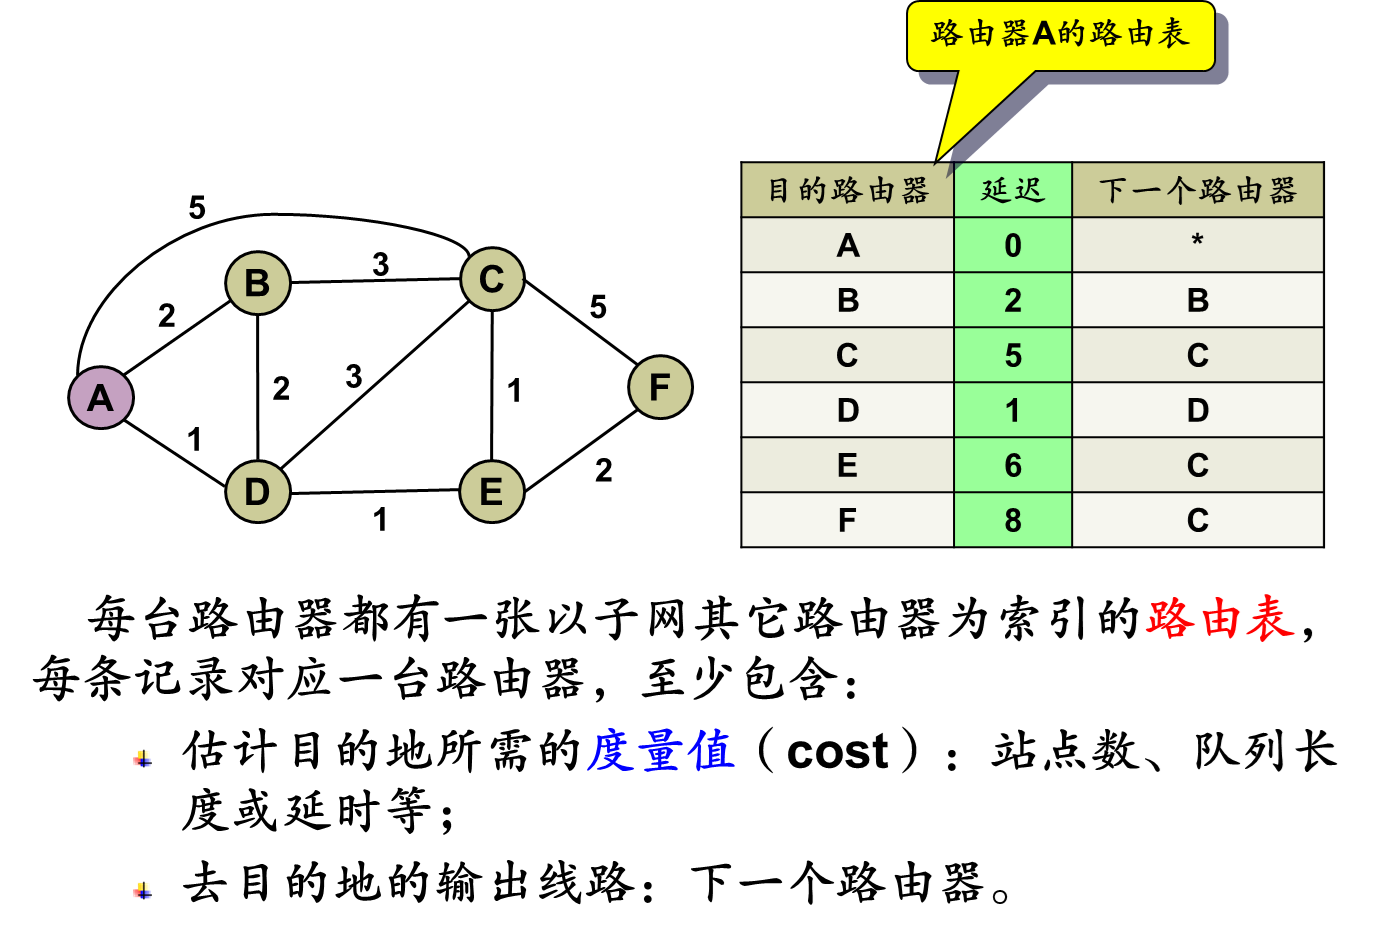 路由器A的路由表
目的路由器 延迟 下一个路由器
A 0 *
B 2 B
C 5 C
D 1 D
E 6 C
F 8 C
5
B 3 C
2 5
2 3 1 F
A
1 2
D 1 E
每台路由器都有一张以子网其它路由器为索引的路由表，
每条记录对应一台路由器，至少包含：
估计目的地所需的度量值（cost）：站点数、队列长
度或延时等；
去目的地的输出线路：下一个路由器。